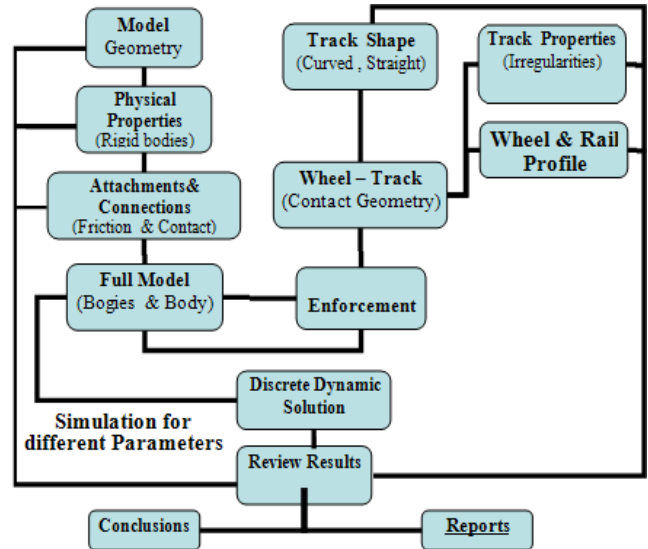 Model
Geometry
Physical
Properties
(Rigid bodies)
Attachments&
Connections
(Friction & Contact)
Full Model
(Bogies & Body)
Track Shape
(Curved , Straight)
Track Properties
(Irregularities)
Wheel & Rail
Profile
Wheel – Track
(Contact Geometry)
Enforcement
Discrete Dynamic
Solution
Simulation for
different Parameters
Review Results
Conclusions
Reports